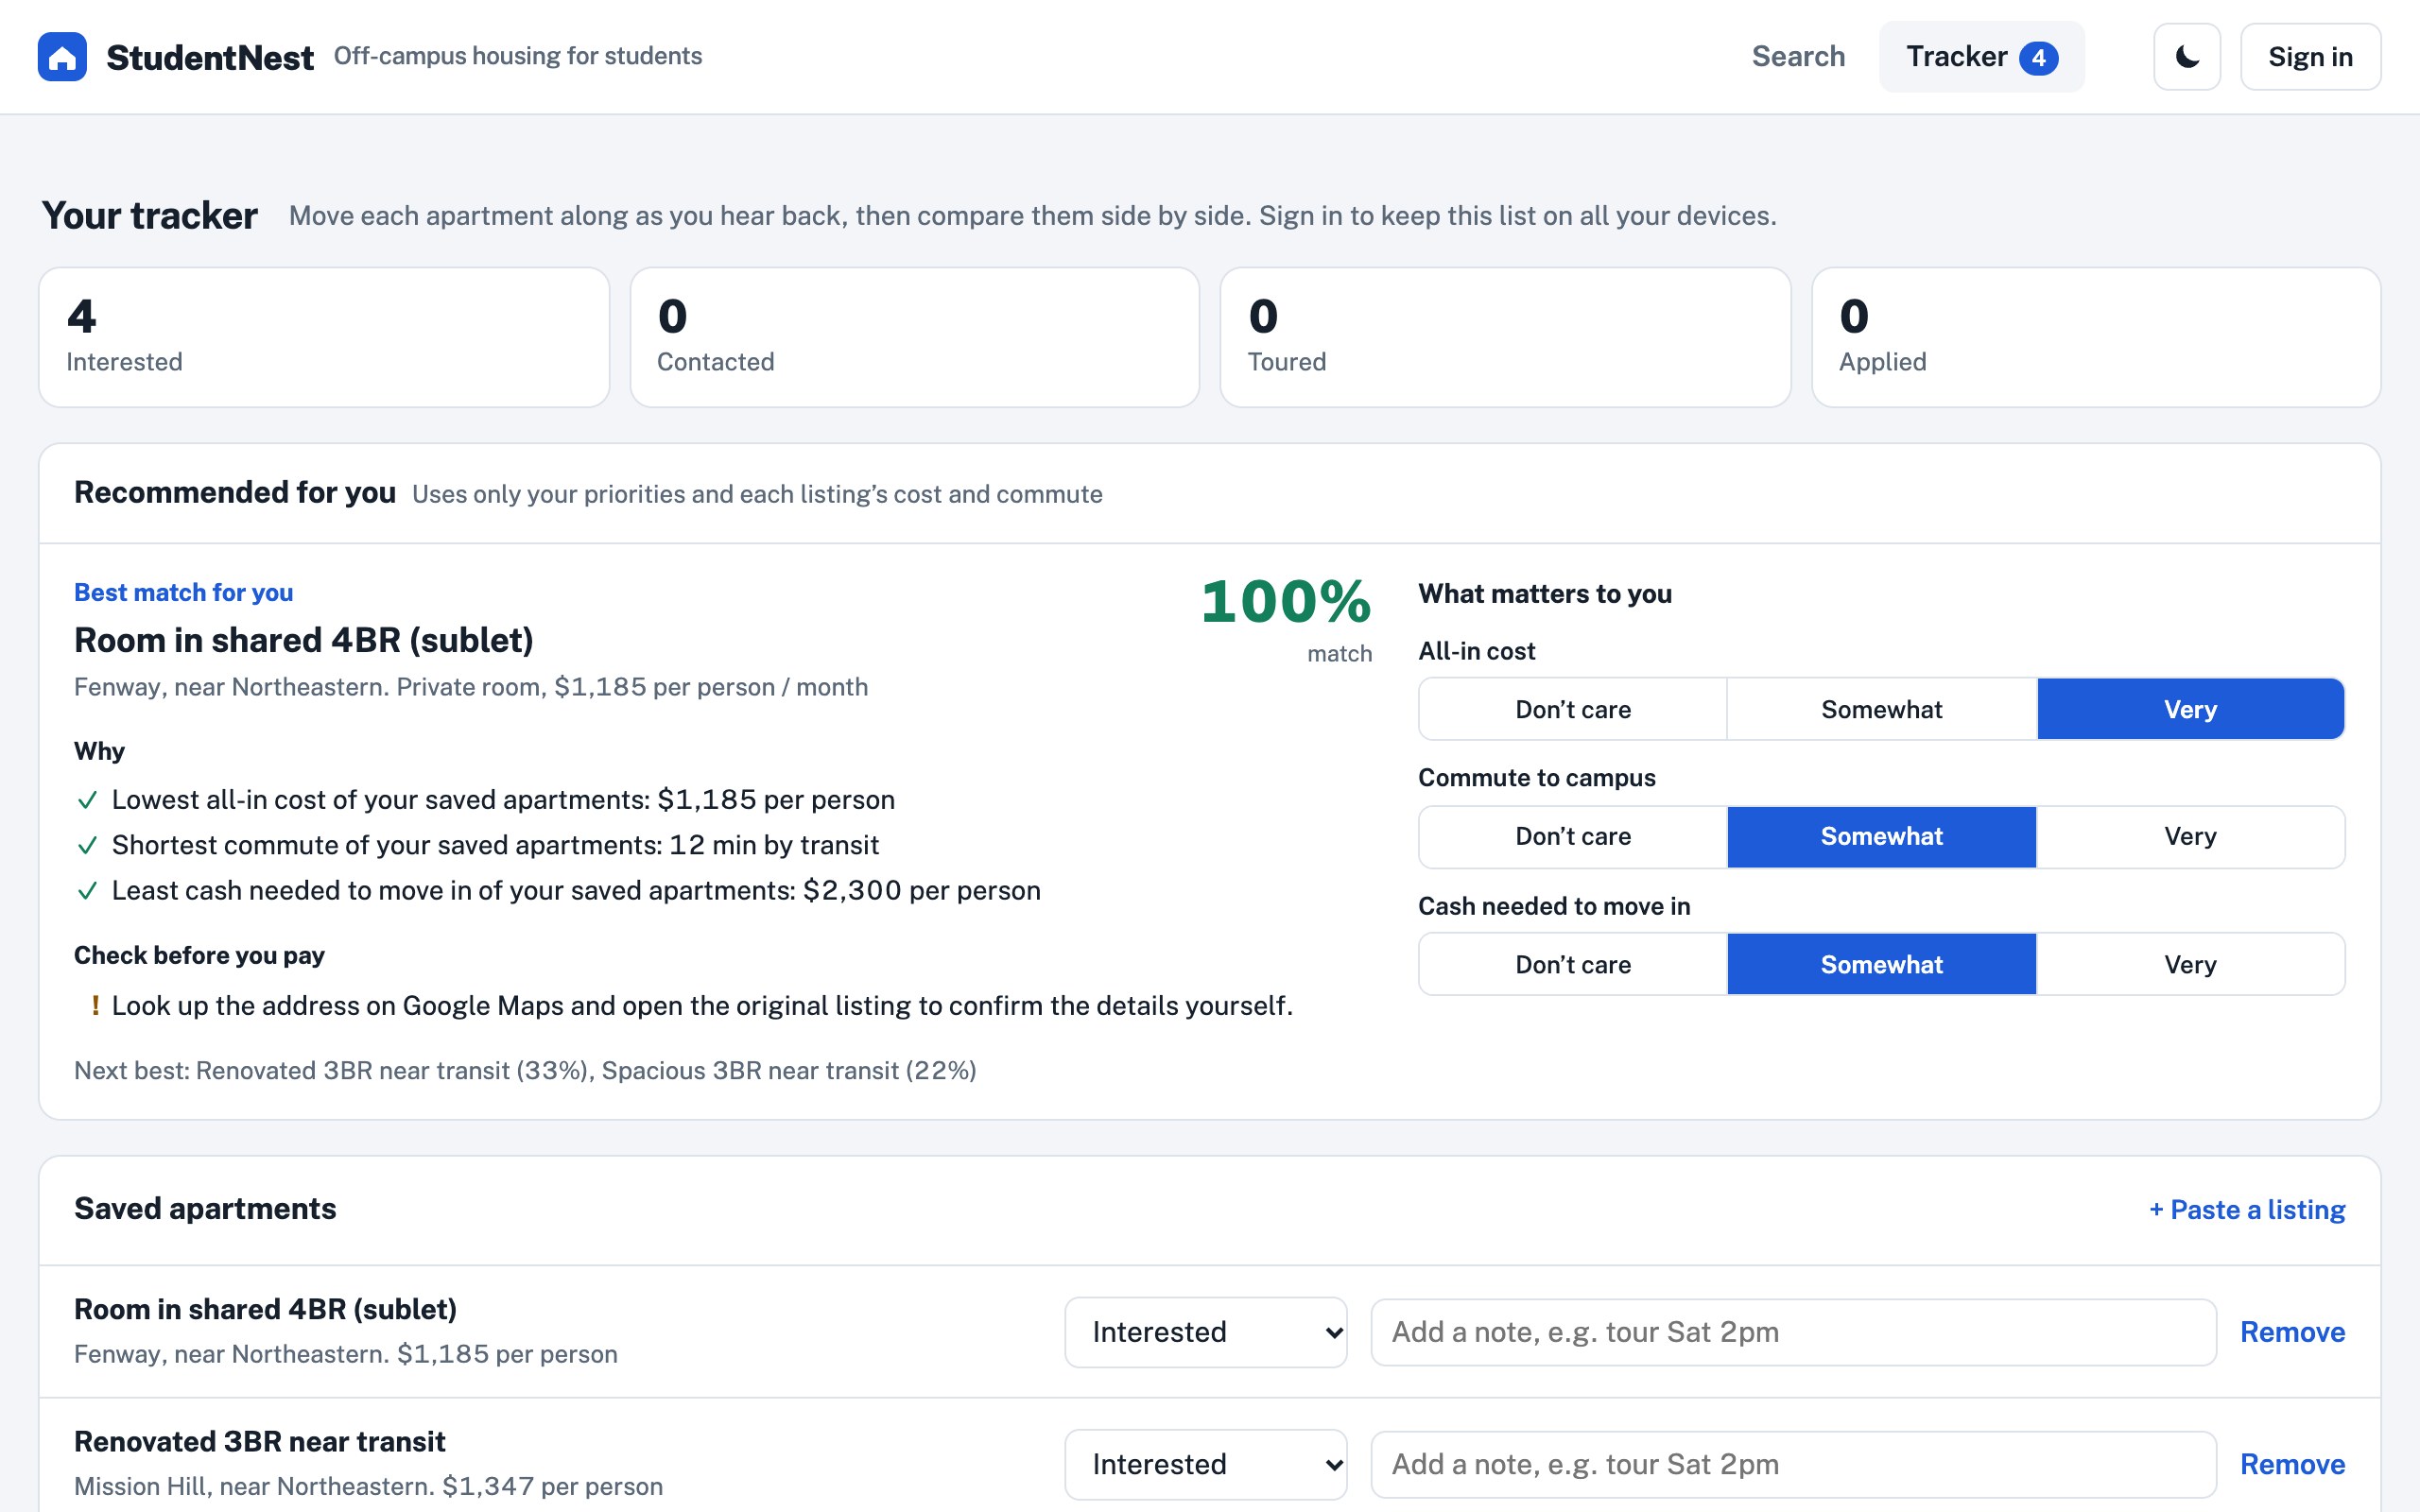 StudentNest Off-campus housing for students Search Tracker 4 Sign in
Your tracker Move each apartment along as you hear back, then compare them side by side. Sign in to keep this list on all your devices.
4
Interested
0
Contacted
0
Toured
0
Applied
Recommended for you Uses only your priorities and each listing’s cost and commute
Best match for you
Room in shared 4BR (sublet)
Fenway, near Northeastern. Private room, $1,185 per person / month
100%
match
Why
✓ Lowest all-in cost of your saved apartments: $1,185 per person
✓ Shortest commute of your saved apartments: 12 min by transit
✓ Least cash needed to move in of your saved apartments: $2,300 per person
Check before you pay
! Look up the address on Google Maps and open the original listing to confirm the details yourself.
Next best: Renovated 3BR near transit (33%), Spacious 3BR near transit (22%)
What matters to you
All-in cost
Don’t care Somewhat Very
Commute to campus
Don’t care Somewhat Very
Cash needed to move in
Don’t care Somewhat Very
Saved apartments + Paste a listing
Room in shared 4BR (sublet)
Fenway, near Northeastern. $1,185 per person
Interested Add a note, e.g. tour Sat 2pm Remove
Renovated 3BR near transit
Mission Hill, near Northeastern. $1,347 per person
Interested Add a note, e.g. tour Sat 2pm Remove